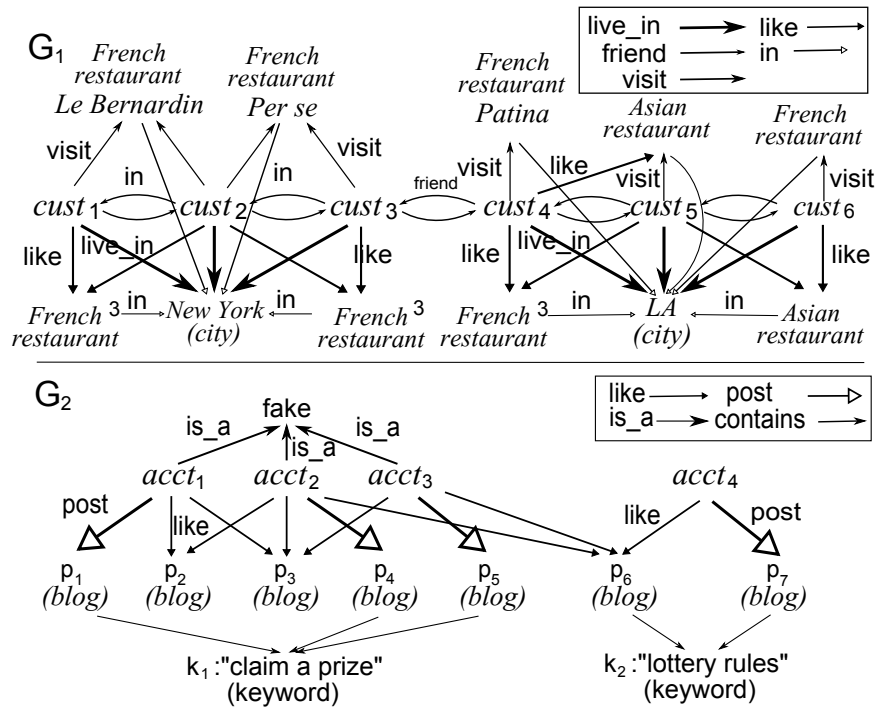 G1
French
restaurant
Le Bernardin
French
restaurant
Per se
French
restaurant
Patina
Asian
restaurant
French
restaurant
live_in
like
friend
in
visit
visit
in
in
visit
friend
visit
like
visit
visit
cust1
cust2
cust3
cust4
cust5
cust6
like
live_in
like
like
live_in
like
French 3
restaurant
in
New York
(city)
in
French 3
restaurant
French 3
restaurant
in
LA
(city)
in
Asian
restaurant
G2
like
post
is_a
contains
fake
is_a
is_a
is_a
acct1
acct2
acct3
acct4
post
like
like
post
p1
(blog)
p2
(blog)
p3
(blog)
p4
(blog)
p5
(blog)
p6
(blog)
p7
(blog)
k1:"claim a prize"
(keyword)
k2:"lottery rules"
(keyword)